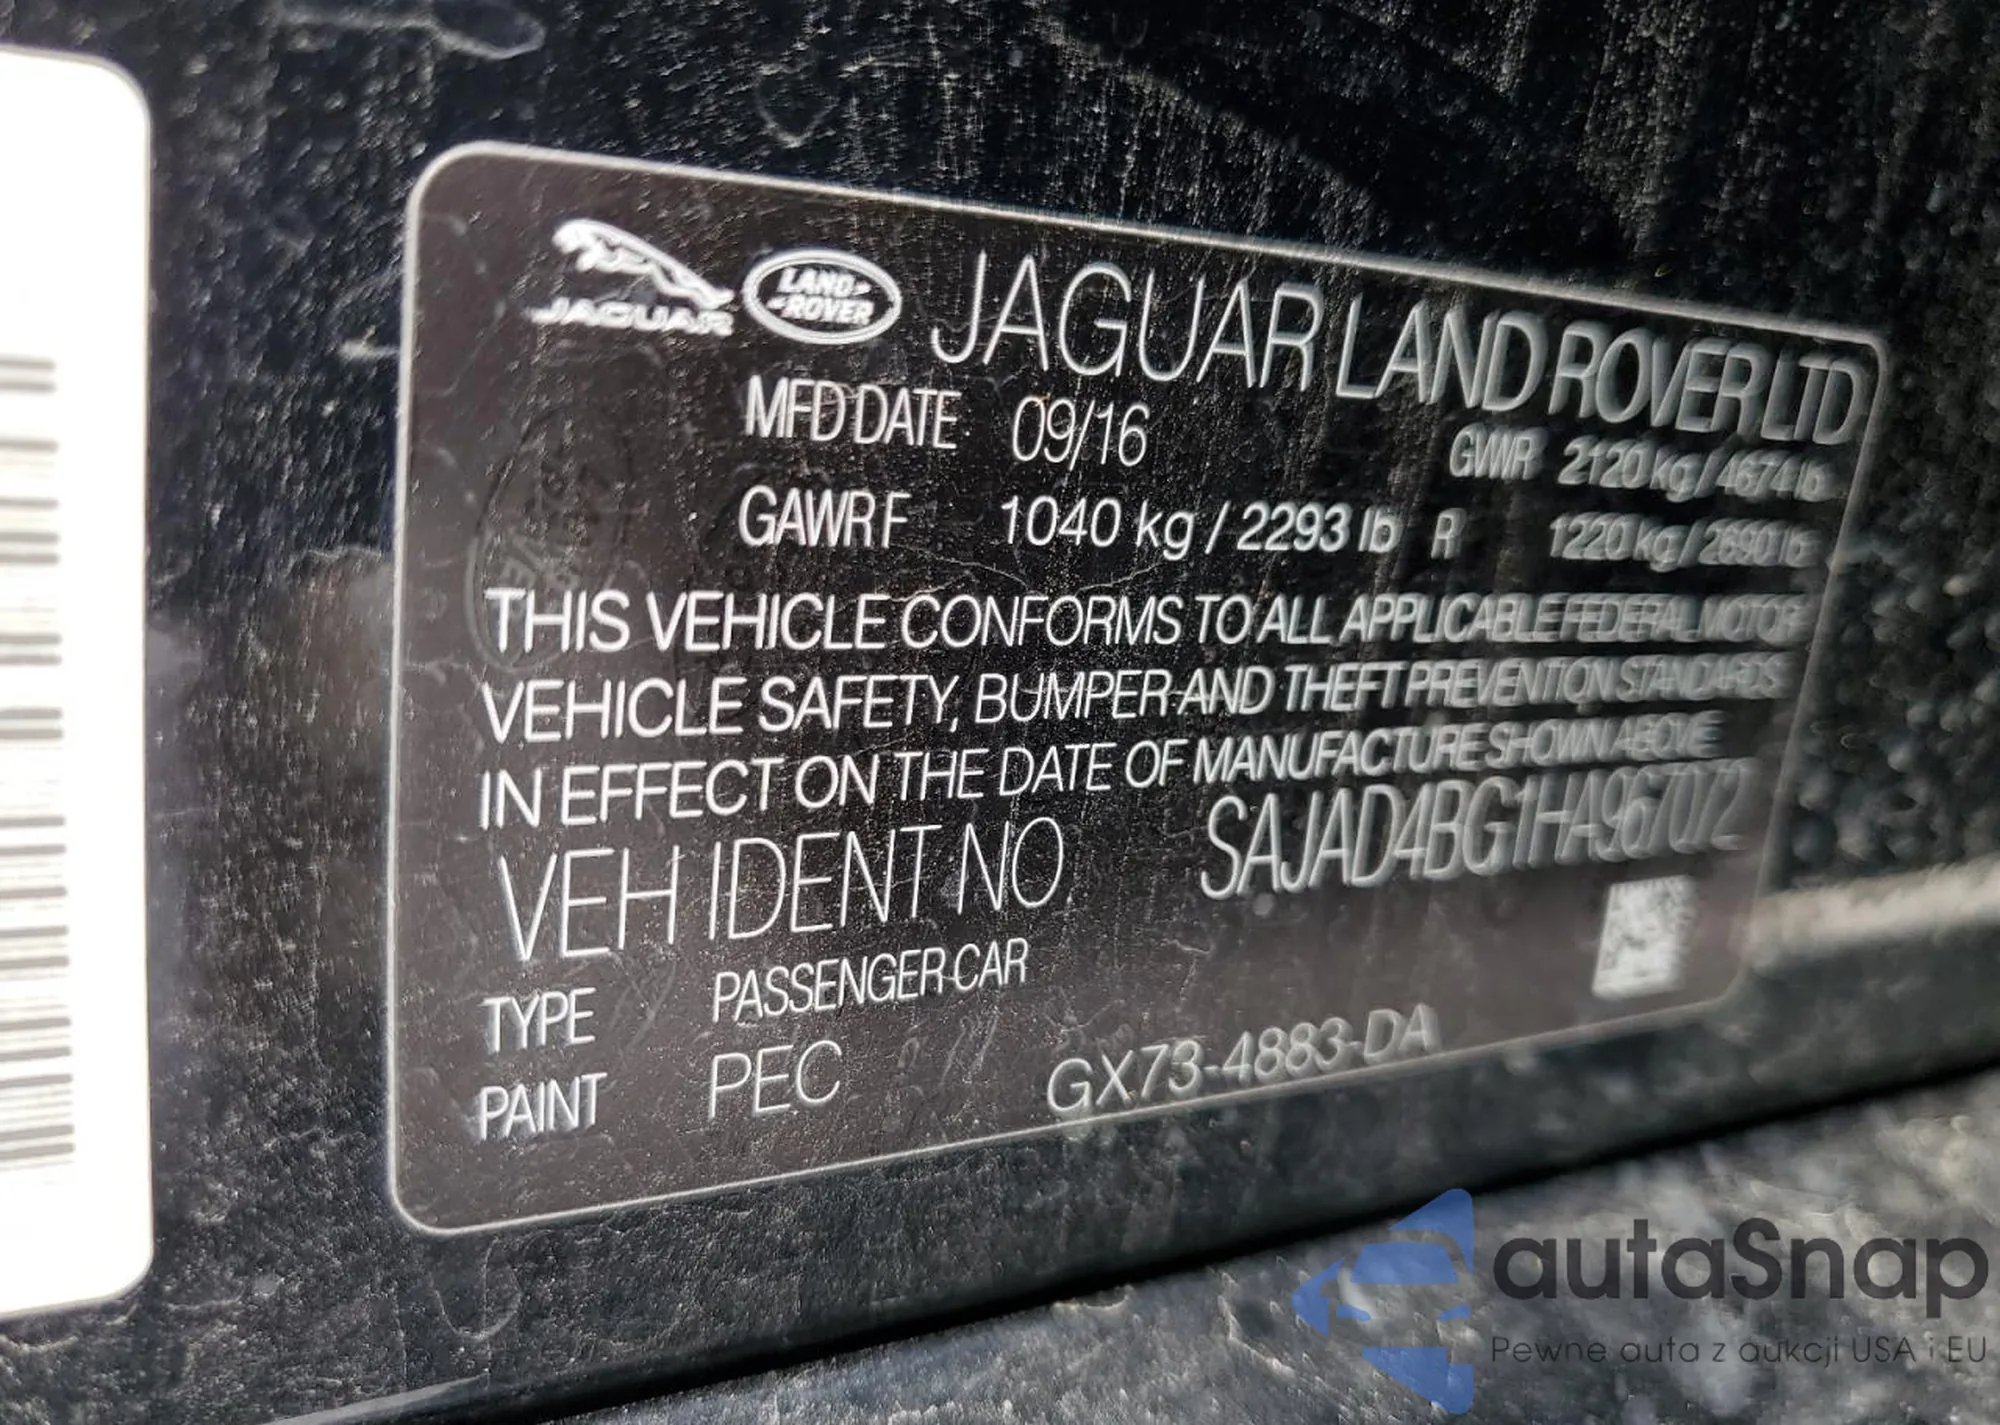 JAGUAR LAND ROVER JAGUAR LAND ROVER LTD
MFD DATE 09/16 GWWR 2120 kg / 4674 lb
GAWR F 1040 kg / 2293 lb R 1220 kg / 2690 lb
THIS VEHICLE CONFORMS TO ALL APPLICABLE FEDERAL MOTOR
VEHICLE SAFETY, BUMPER AND THEFT PREVENTION STANDARDS
IN EFFECT ON THE DATE OF MANUFACTURE SHOWN ABOVE
VEH IDENT NO SAJAD4BG1HA967072
TYPE PASSENGER CAR
PAINT PEC GX73-4883-DA
autaSnap
Pewne auta z aukcji USA i EU